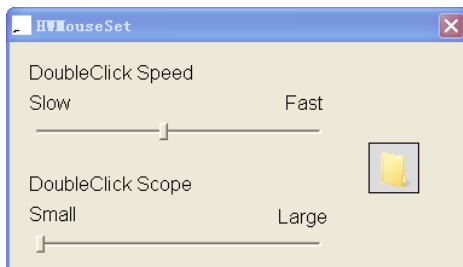 HWMouseSet
DoubleClick Speed
Slow Fast
DoubleClick Scope
Small Large